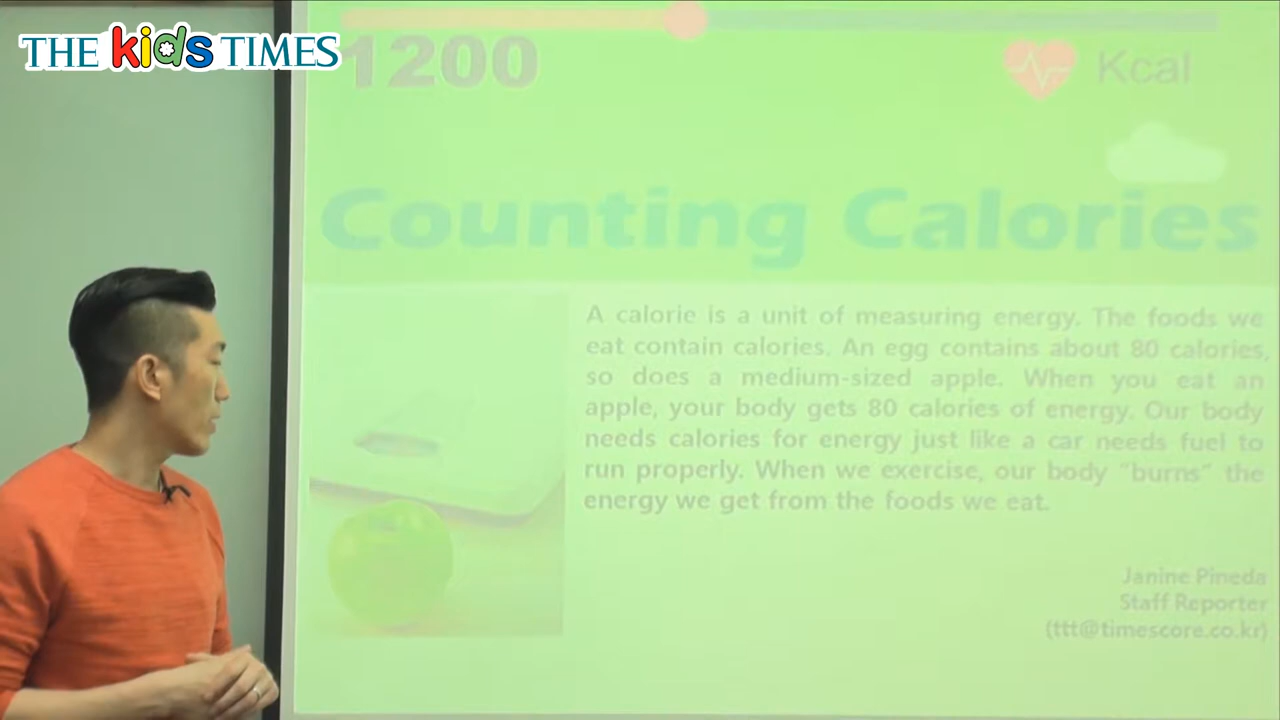 THE kids TIMES
1200
Kcal
Counting Calories
A calorie is a unit of measuring energy. The foods we
eat contain calories. An egg contains about 80 calories,
so does a medium-sized apple. When you eat an
apple, your body gets 80 calories of energy. Our body
needs calories for energy just like a car needs fuel to
run properly. When we exercise, our body “burns” the
energy we get from the foods we eat.
Janine Pineda
Staff Reporter
(ttt@timescore.co.kr)